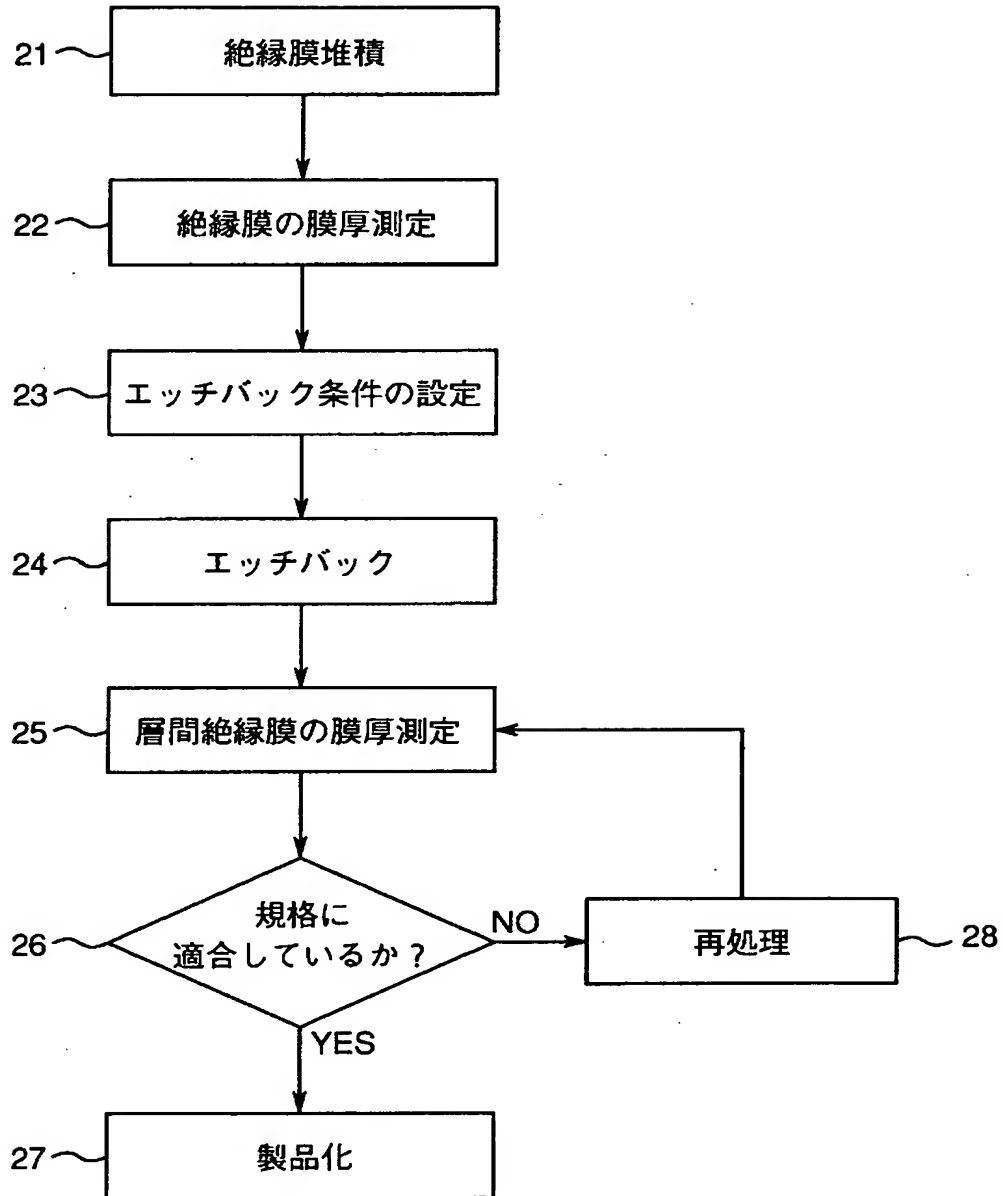 21
絶縁膜堆積
22
絶縁膜の膜厚測定
23
エッチバック条件の設定
24
エッチバック
25
層間絶縁膜の膜厚測定
26
規格に
適合しているか？
NO
再処理
28
YES
27
製品化